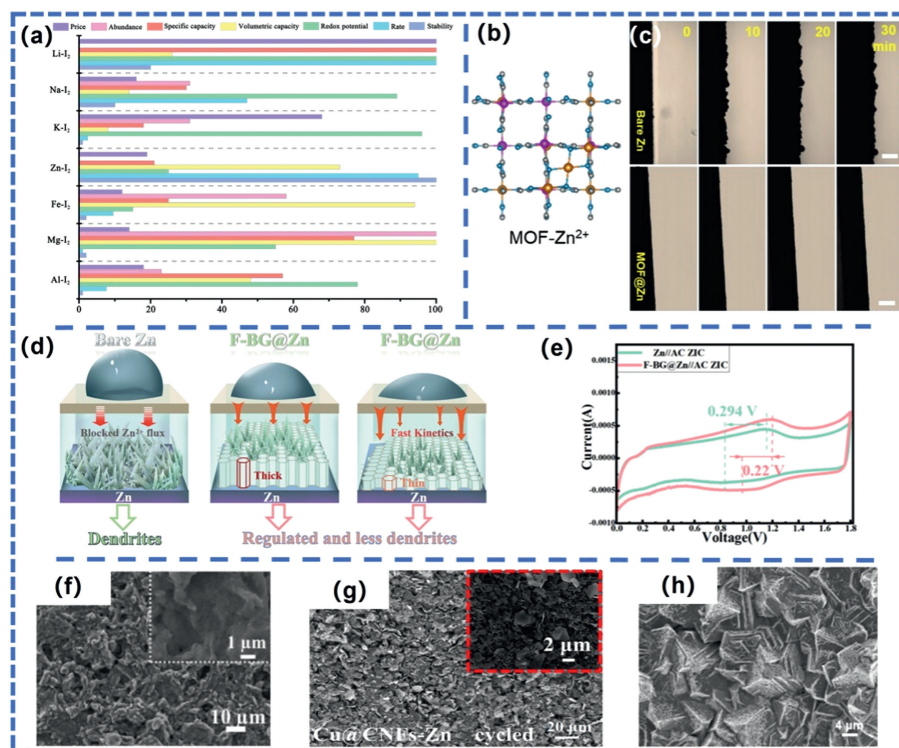 (a)
Price Abundance Specific capacity Volumetric capacity Redox potential Rate Stability
Li-I₂
Na-I₂
K-I₂
Zn-I₂
Fe-I₂
Mg-I₂
Al-I₂
0 20 40 60 80 100
(b)
MOF-Zn²⁺
(c)
0 10 20 30
min
Bare Zn
MOF@Zn
(d)
Bare Zn F-BG@Zn F-BG@Zn
Blocked Zn²⁺ flux
Fast Kinetics
Thick
Thin
Zn Zn Zn
Dendrites
Regulated and less dendrites
(e)
Zn//AC ZIC
F-BG@Zn//AC ZIC
0.294 V
0.22 V
Current(A)
0.0015
0.0010
0.0005
0.0000
-0.0005
-0.0010
0.0 0.2 0.4 0.6 0.8 1.0 1.2 1.4 1.6 1.8
Voltage(V)
(f)
1 μm
10 μm
(g)
2 μm
Cu@CNFs-Zn cycled 20 μm
(h)
4 μm